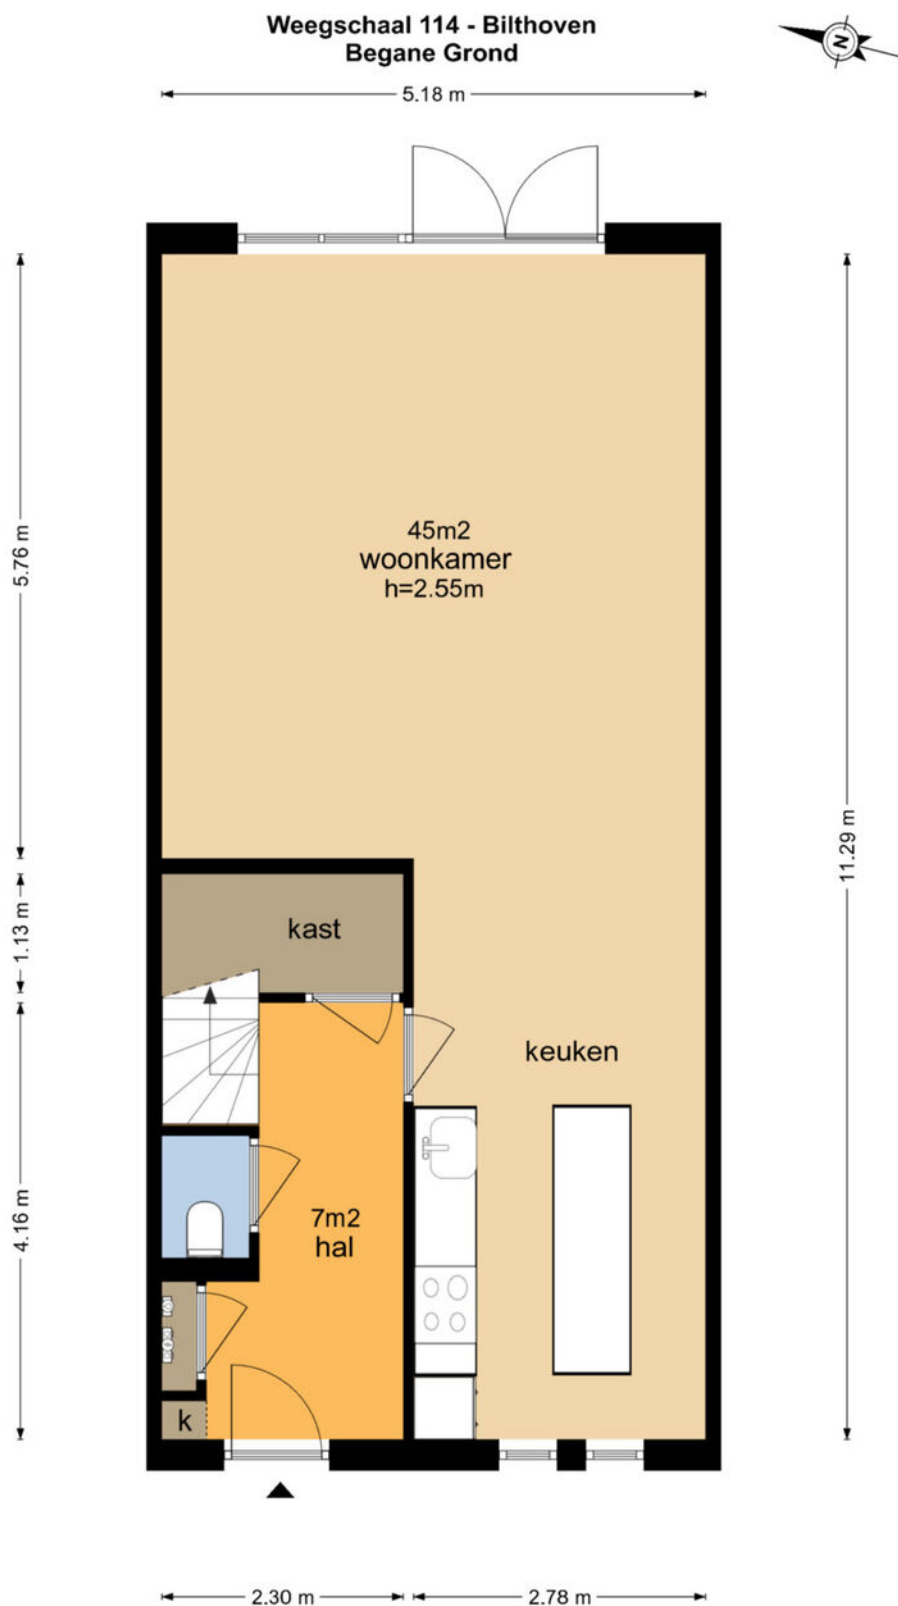 Weegschaal 114 - Bilthoven
Begane Grond
N
5.18 m
5.76 m
45m2
woonkamer
h=2.55m
11.29 m
1.13 m
kast
keuken
4.16 m
7m2
hal
k
2.30 m
2.78 m